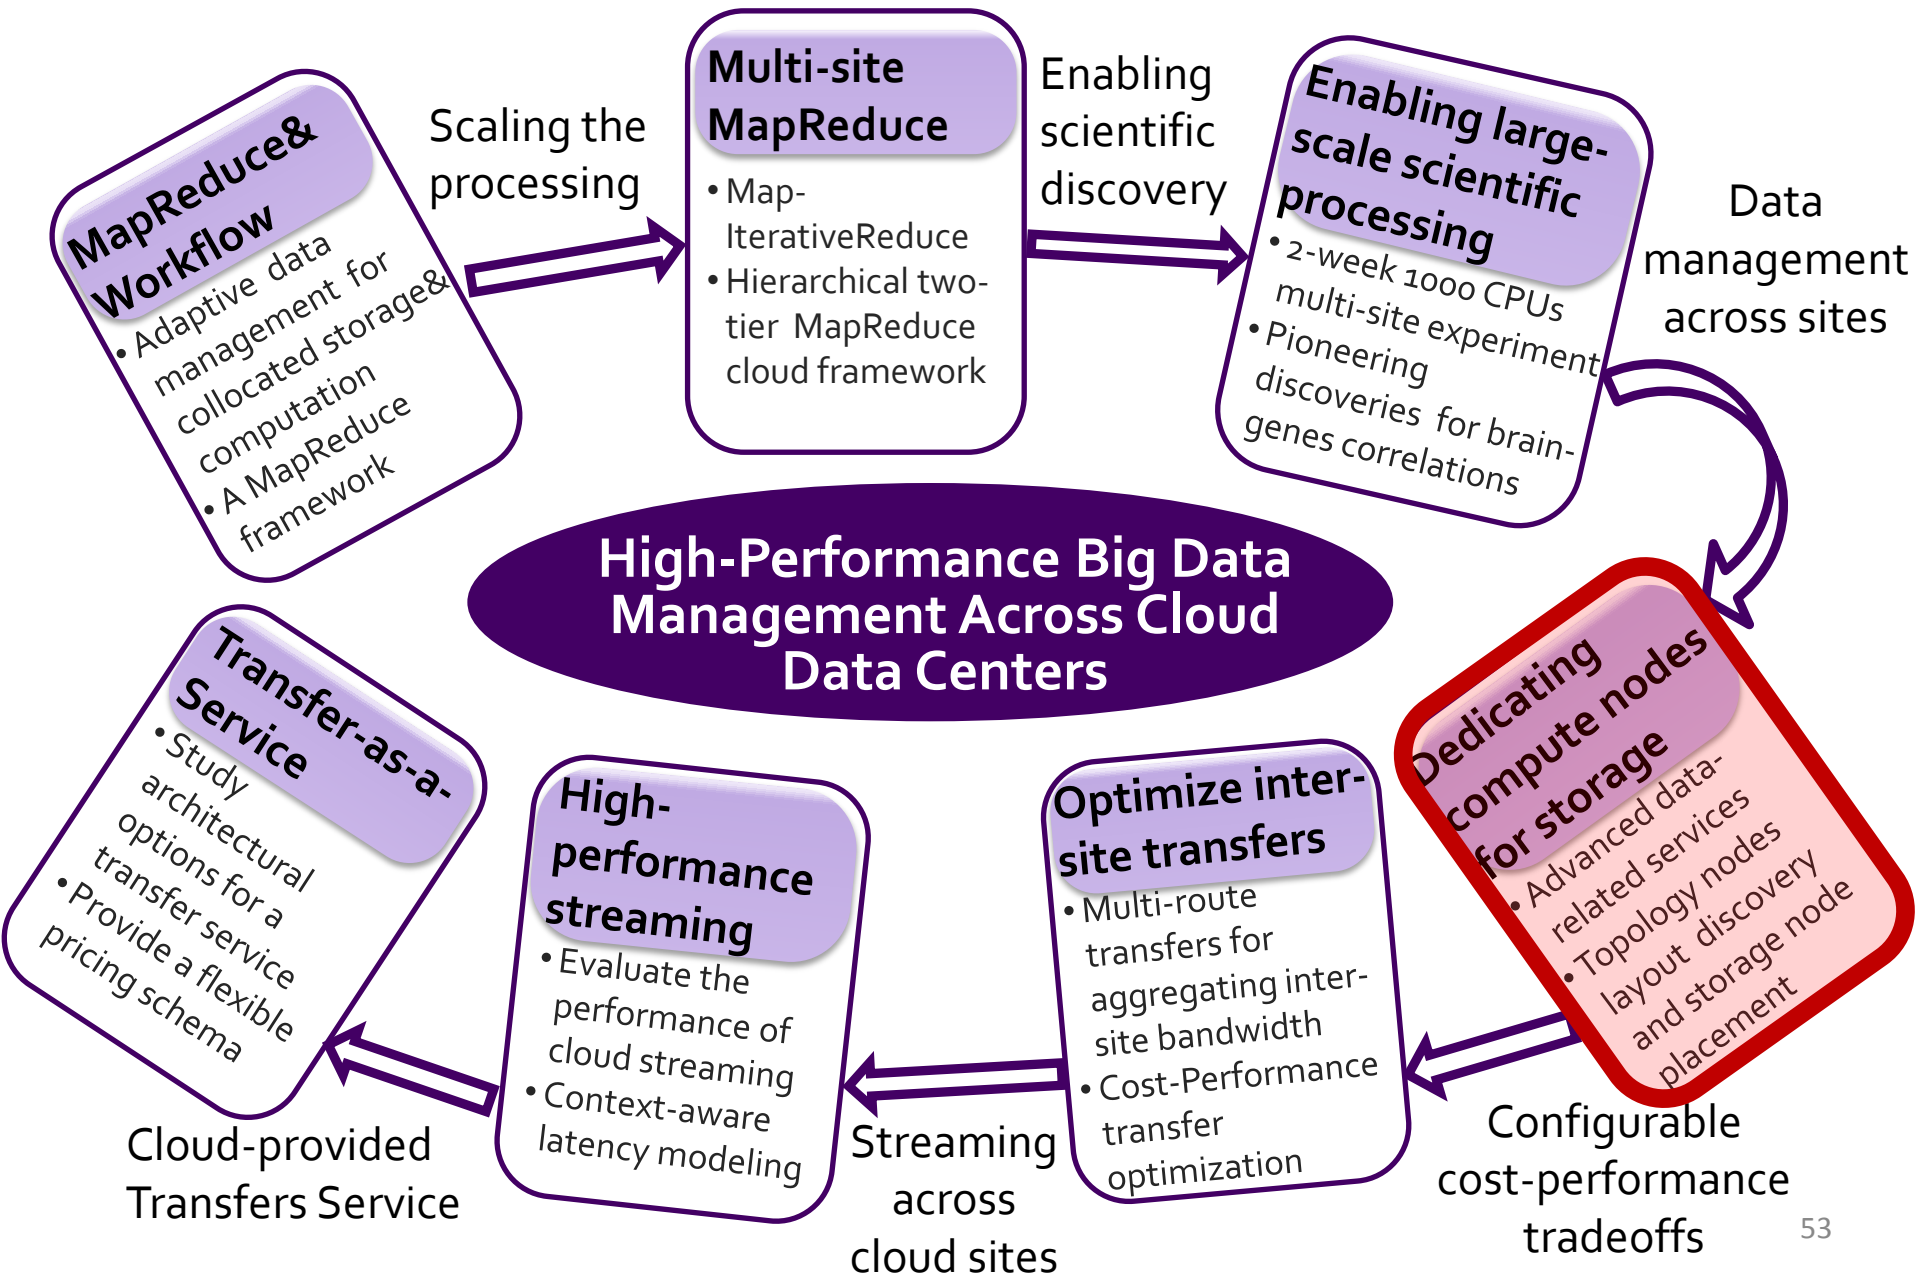 MapReduce&
Workflow
• Adaptive data
management for
collocated storage&
computation
• A MapReduce
framework
Scaling the
processing
Multi-site
MapReduce
• Map-
IterativeReduce
• Hierarchical two-
tier MapReduce
cloud framework
Enabling
scientific
discovery
Enabling large-
scale scientific
processing
• 2-week 1000 CPUs
multi-site experiment
• Pioneering
discoveries for brain-
genes correlations
Data
management
across sites
High-Performance Big Data
Management Across Cloud
Data Centers
Dedicating
compute nodes
for storage
• Advanced data-
related services
• Topology nodes
layout discovery
and storage node
placement
Configurable
cost-performance
tradeoffs
Optimize inter-
site transfers
• Multi-route
transfers for
aggregating inter-
site bandwidth
• Cost-Performance
transfer
optimization
Streaming
across
cloud sites
High-
performance
streaming
• Evaluate the
performance of
cloud streaming
• Context-aware
latency modeling
Cloud-provided
Transfers Service
Transfer-as-a-
Service
• Study
architectural
options for a
transfer service
• Provide a flexible
pricing schema
53